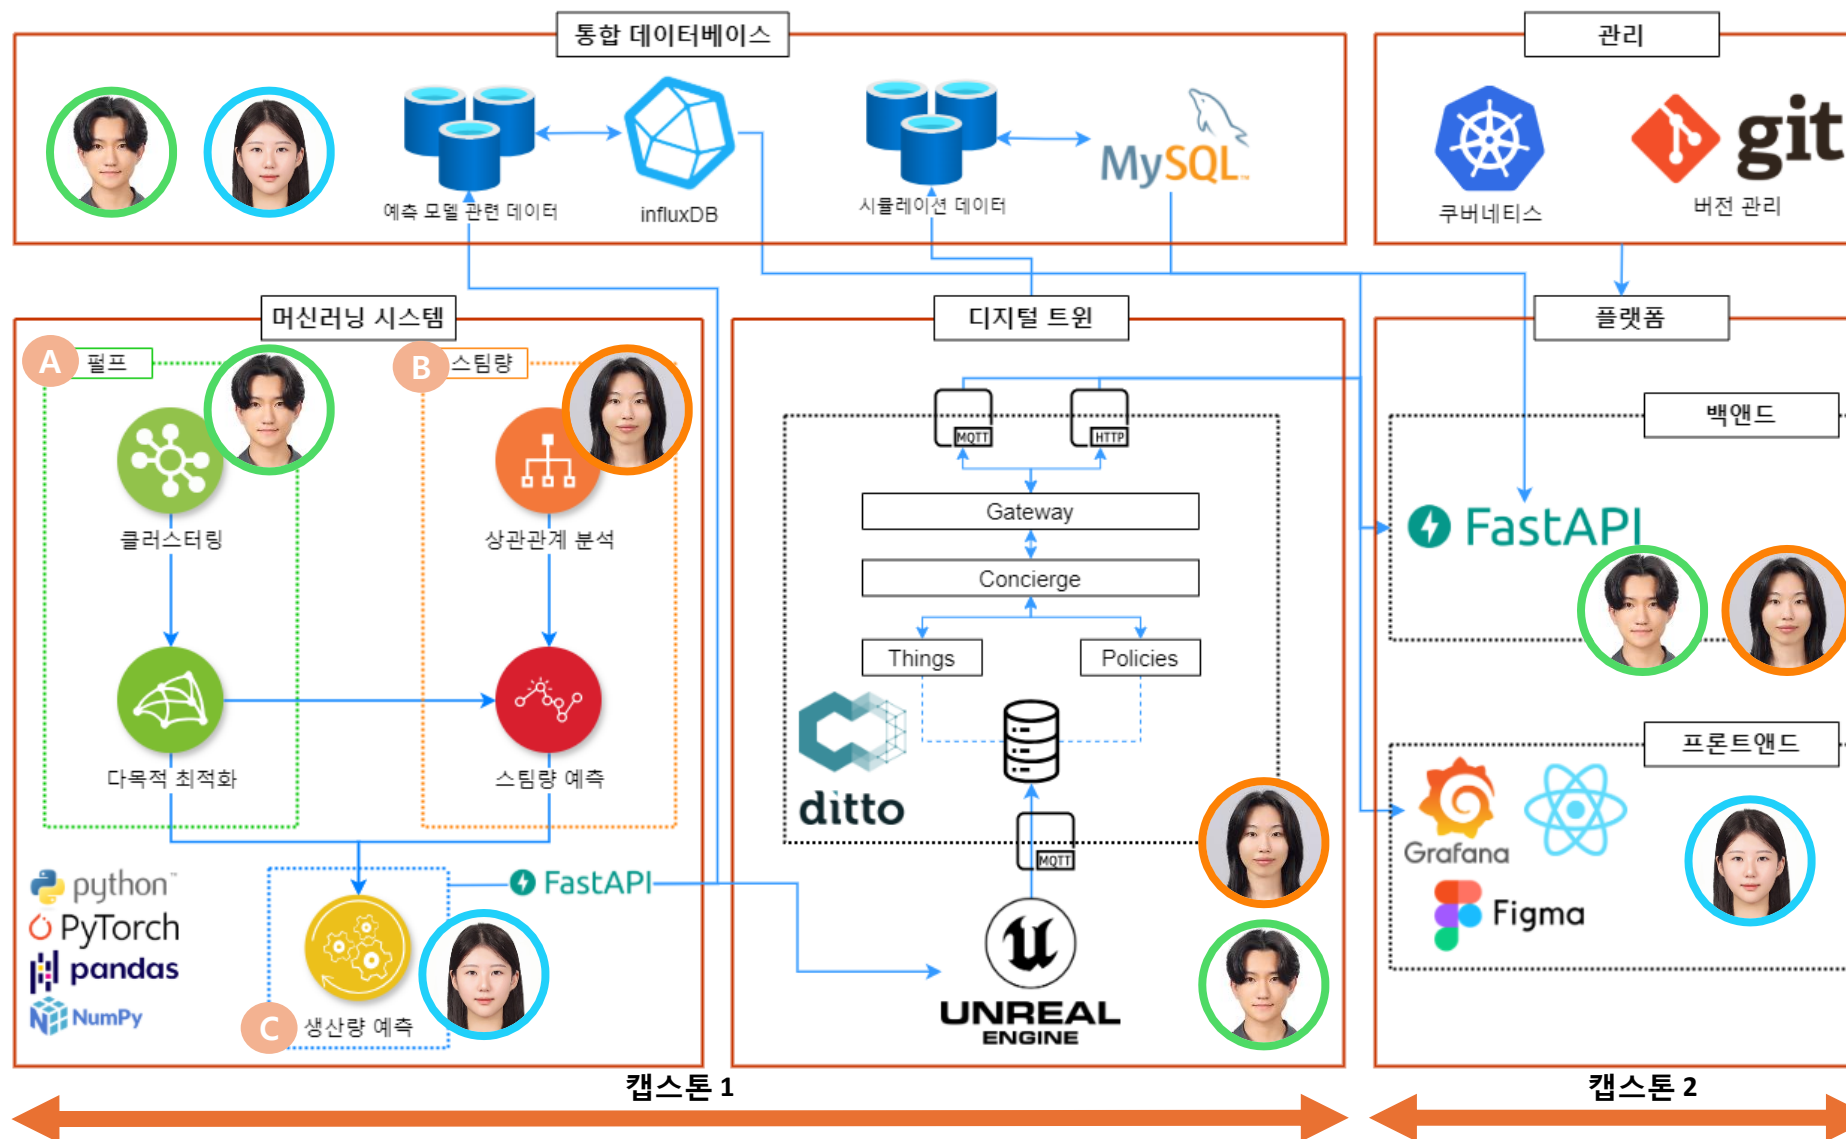 통합 데이터베이스
관리
예측 모델 관련 데이터
influxDB
시뮬레이션 데이터
MySQL™
쿠버네티스
git
버전 관리
머신러닝 시스템
디지털 트윈
플랫폼
A
펄프
B
스팀량
클러스터링
상관관계 분석
다목적 최적화
스팀량 예측
python™
PyTorch
pandas
NumPy
FastAPI
C
생산량 예측
MQTT
HTTP
Gateway
Concierge
Things
Policies
ditto
MQTT
UNREAL
ENGINE
백앤드
FastAPI
프론트앤드
Grafana
Figma
캡스톤 1
캡스톤 2